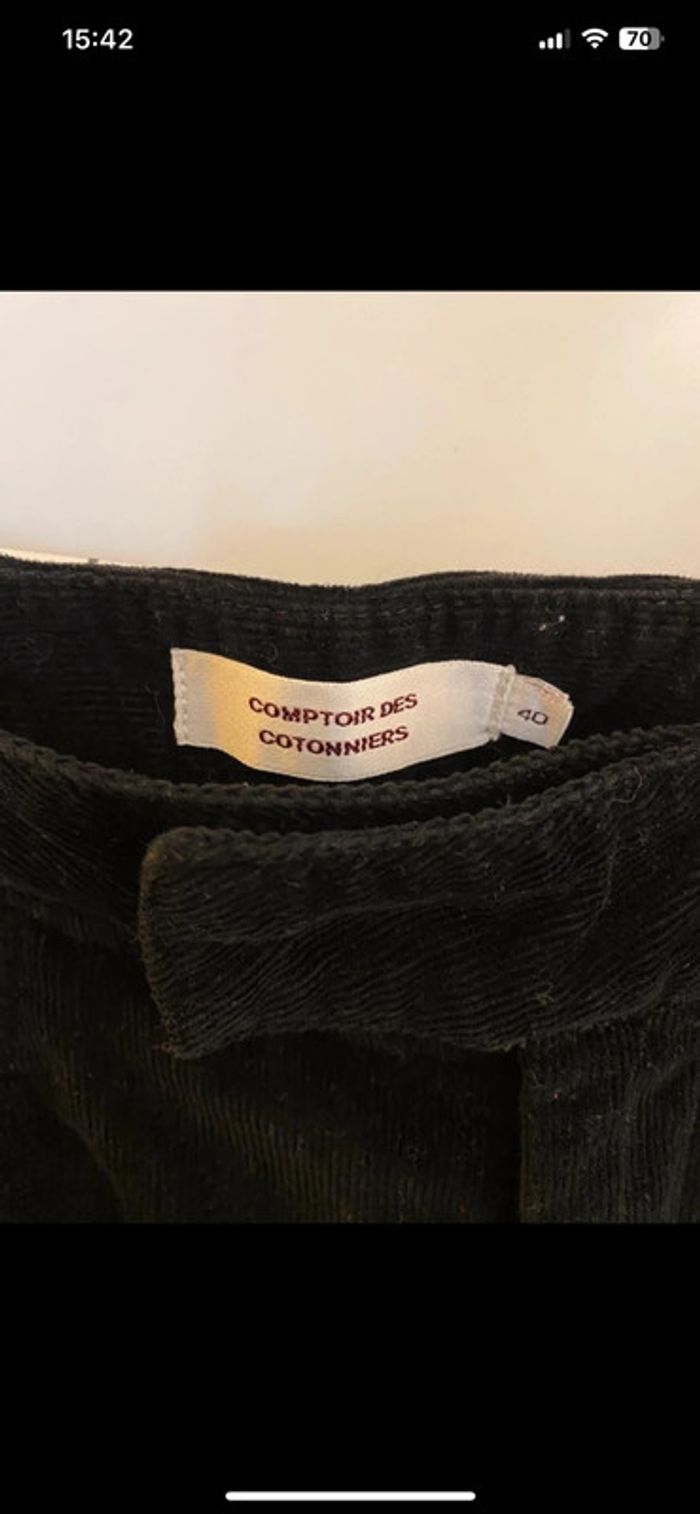 15:42
70
COMPTOIR DES
COTONNIERS
40